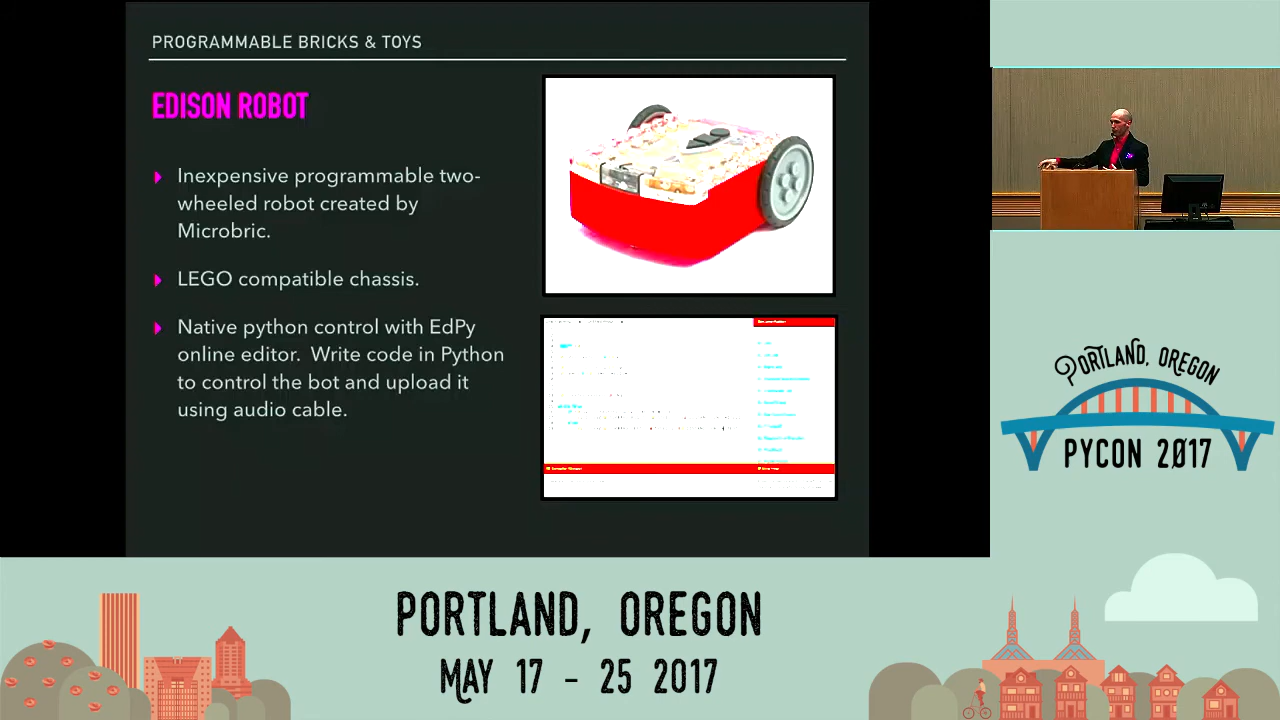 PROGRAMMABLE BRICKS & TOYS
EDISON ROBOT
Inexpensive programmable two-
wheeled robot created by
Microbric.
LEGO compatible chassis.
Native python control with EdPy
online editor. Write code in Python
to control the bot and upload it
using audio cable.
PORTLAND, OREGON
PYCON 2017
PORTLAND, OREGON
MAY 17 - 25 2017